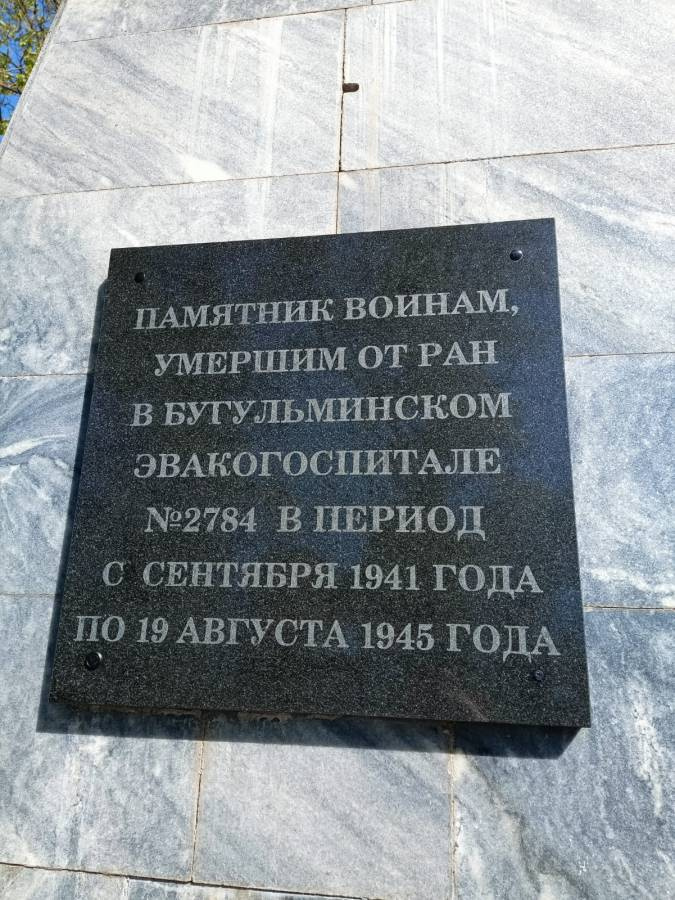 ПАМЯТНИК ВОИНАМ,
УМЕРШИМ ОТ РАН
В БУГУЛЬМИНСКОМ
ЭВАКОГОСПИТАЛЕ
№2784 В ПЕРИОД
С СЕНТЯБРЯ 1941 ГОДА
ПО 19 АВГУСТА 1945 ГОДА